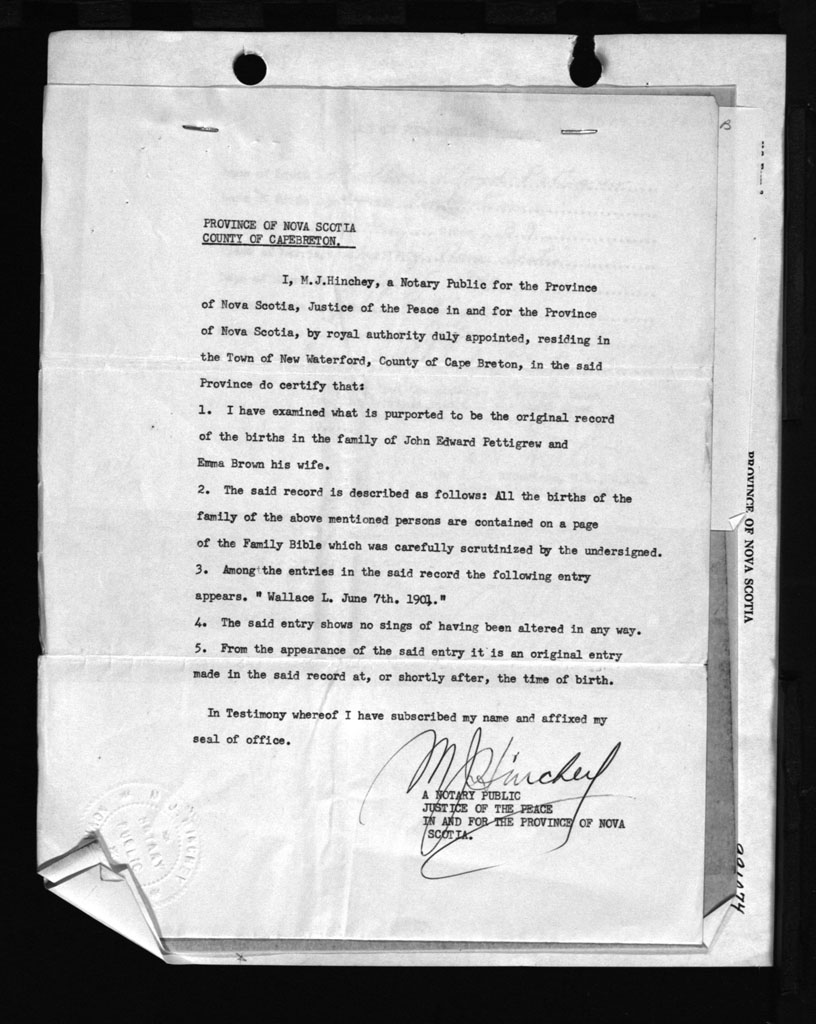 PROVINCE OF NOVA SCOTIA
COUNTY OF CAPEBRETON.
I, M.J.Hinchey, a Notary Public for the Province
of Nova Scotia, Justice of the Peace in and for the Province
of Nova Scotia, by royal authority duly appointed, residing in
the Town of New Waterford, County of Cape Breton, in the said
Province do certify that:
1. I have examined what is purported to be the original record
of the births in the family of John Edward Pettigrew and
Emma Brown his wife.
2. The said record is described as follows: All the births of the
family of the above mentioned persons are contained on a page
of the Family Bible which was carefully scrutinized by the undersigned.
3. Among the entries in the said record the following entry
appears. " Wallace L. June 7th. 1901."
4. The said entry shows no sings of having been altered in any way.
5. From the appearance of the said entry it is an original entry
made in the said record at, or shortly after, the time of birth.
In Testimony whereof I have subscribed my name and affixed my
seal of office.
M J Hinchey
A NOTARY PUBLIC
JUSTICE OF THE PEACE
IN AND FOR THE PROVINCE OF NOVA
SCOTIA.
NOTARY
PUBLIC
PROVINCE OF NOVA SCOTIA